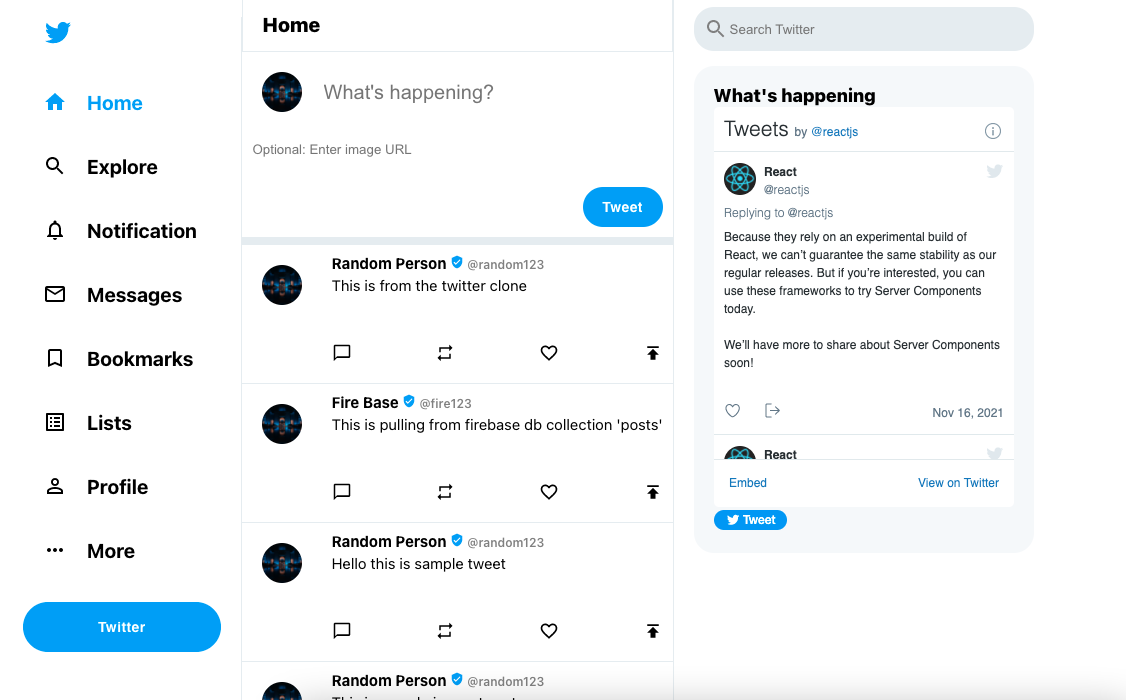 Home
Explore
Notification
Messages
Bookmarks
Lists
Profile
More
Twitter
Home
What's happening?
Optional: Enter image URL
Tweet
Random Person @random123
This is from the twitter clone
Fire Base @fire123
This is pulling from firebase db collection 'posts'
Random Person @random123
Hello this is sample tweet
Random Person @random123
Search Twitter
What's happening
Tweets by @reactjs
React
@reactjs
Replying to @reactjs
Because they rely on an experimental build of
React, we can’t guarantee the same stability as our
regular releases. But if you’re interested, you can
use these frameworks to try Server Components
today.
We’ll have more to share about Server Components
soon!
Nov 16, 2021
React
Embed
View on Twitter
Tweet